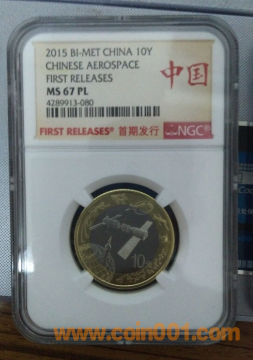 2015 BI-MET CHINA 10Y
CHINESE AEROSPACE
FIRST RELEASES
MS 67 PL
4289913-080
中国
FIRST RELEASES 首期发行 NGC
10
www.coin001.com